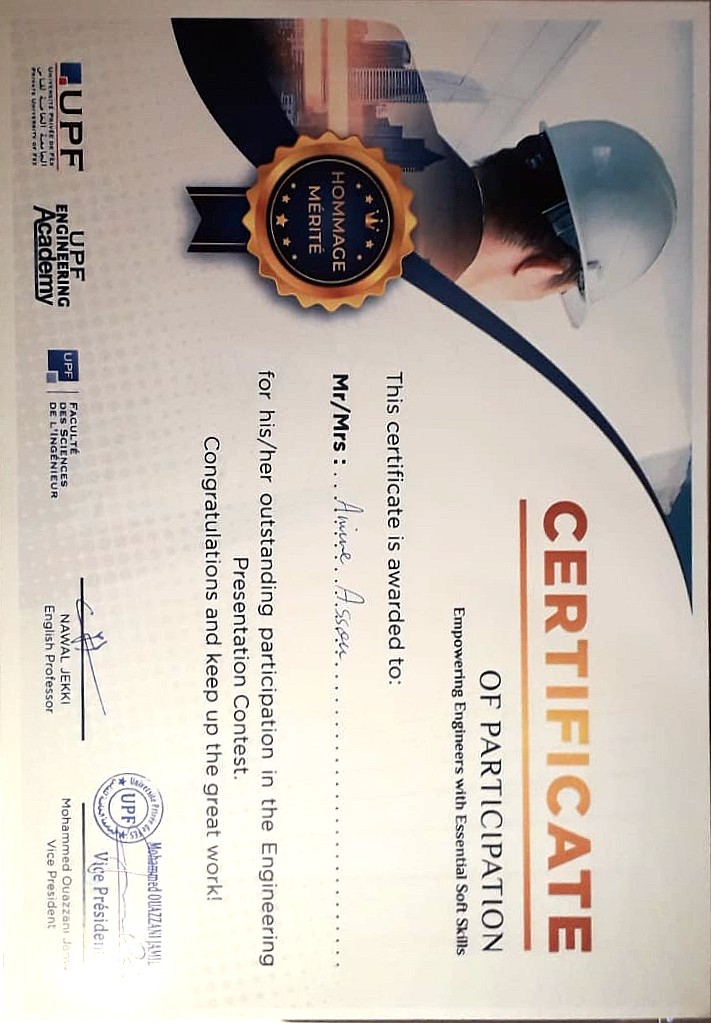 CERTIFICATE
OF PARTICIPATION
Empowering Engineers with Essential Soft Skills
This certificate is awarded to:
Mr/Mrs : ...Amine..Assou..............................
HOMMAGE
MÉRITÉ
for his/her outstanding participation in the Engineering
Presentation Contest.
Congratulations and keep up the great work!
Université Privée de FÈS
UPF
Mohammed OUAZZANI JAMIL
Vice Président
UPF
UNIVERSITÉ PRIVÉE DE FÈS
الجامعة الخاصة لفاس
PRIVATE UNIVERSITY OF FEZ
UPF
ENGINEERING
Academy
UPF
FACULTÉ
DES SCIENCES
DE L'INGÉNIEUR
NAWAL JEKKI
English Professor
Mohammed Ouazzani
Vice President